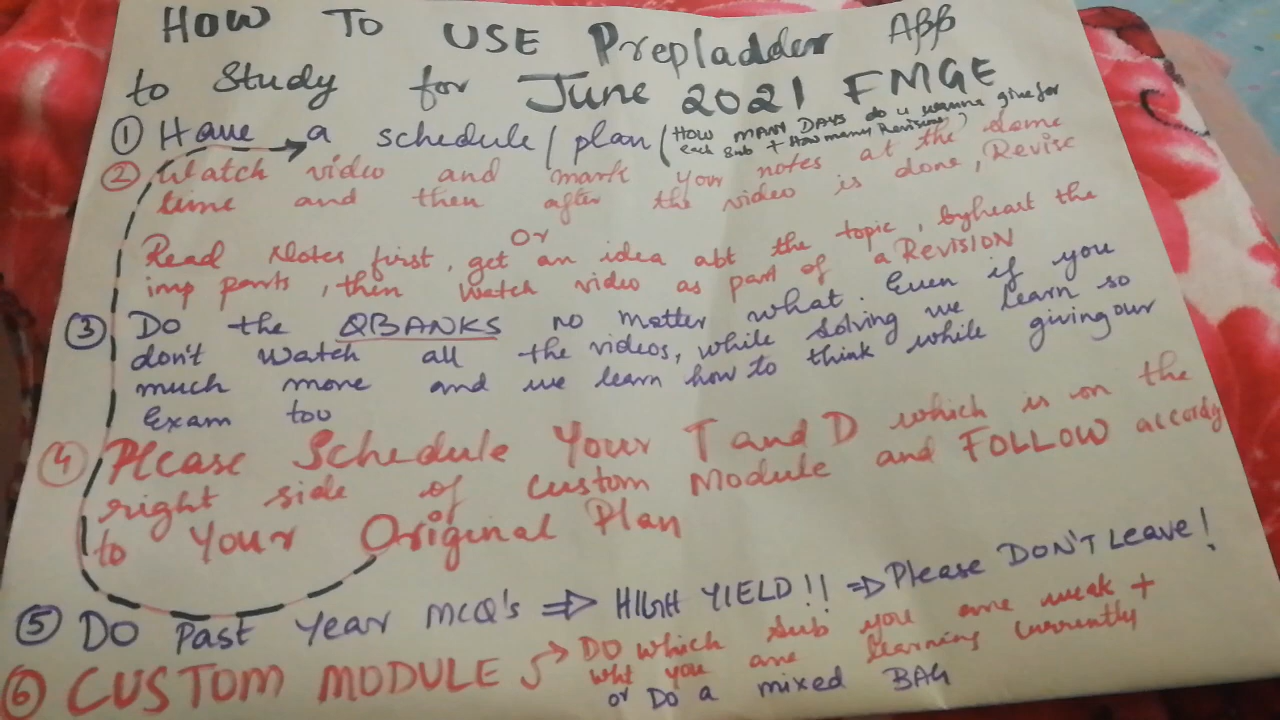 HOW TO USE Prepladder App
to Study for June 2021 FMGE
① Have a schedule / plan (HOW MANY DAYS do u wanna give for
each sub + How many Revisions)
② Watch video and mark your notes at the dame
time and then after the video is done, Revise
Or
Read Notes first, get an idea abt the topic, byheart the
imp parts, then watch video as part of a REVISION
③ Do the QBANKS no matter what. Even if you
don't watch all the videos, while solving we learn so
much more and we learn how to think while giving our
Exam too
④ Please Schedule Your T and D which is on the
right side of custom Module and FOLLOW accordy
to Your Original Plan
⑤ DO Past Year MCQ's ⇒ HIGH YIELD!! ⇒ Please DON'T Leave!
⑥ CUSTOM MODULE → DO which sub you are weak +
wht you are learning currently
or Do a mixed BAG